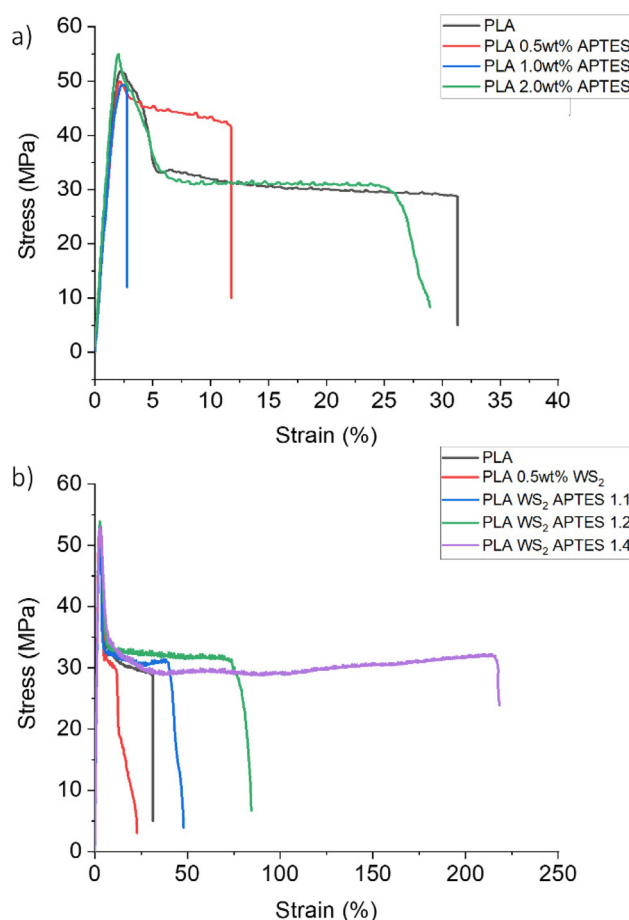 a)
PLA
PLA 0.5wt% APTES
PLA 1.0wt% APTES
PLA 2.0wt% APTES
60
50
40
30
20
10
0
Stress (MPa)
0 5 10 15 20 25 30 35 40
Strain (%)
b)
PLA
PLA 0.5wt% WS₂
PLA WS₂ APTES 1.1
PLA WS₂ APTES 1.2
PLA WS₂ APTES 1.4
60
50
40
30
20
10
0
Stress (MPa)
0 50 100 150 200 250
Strain (%)